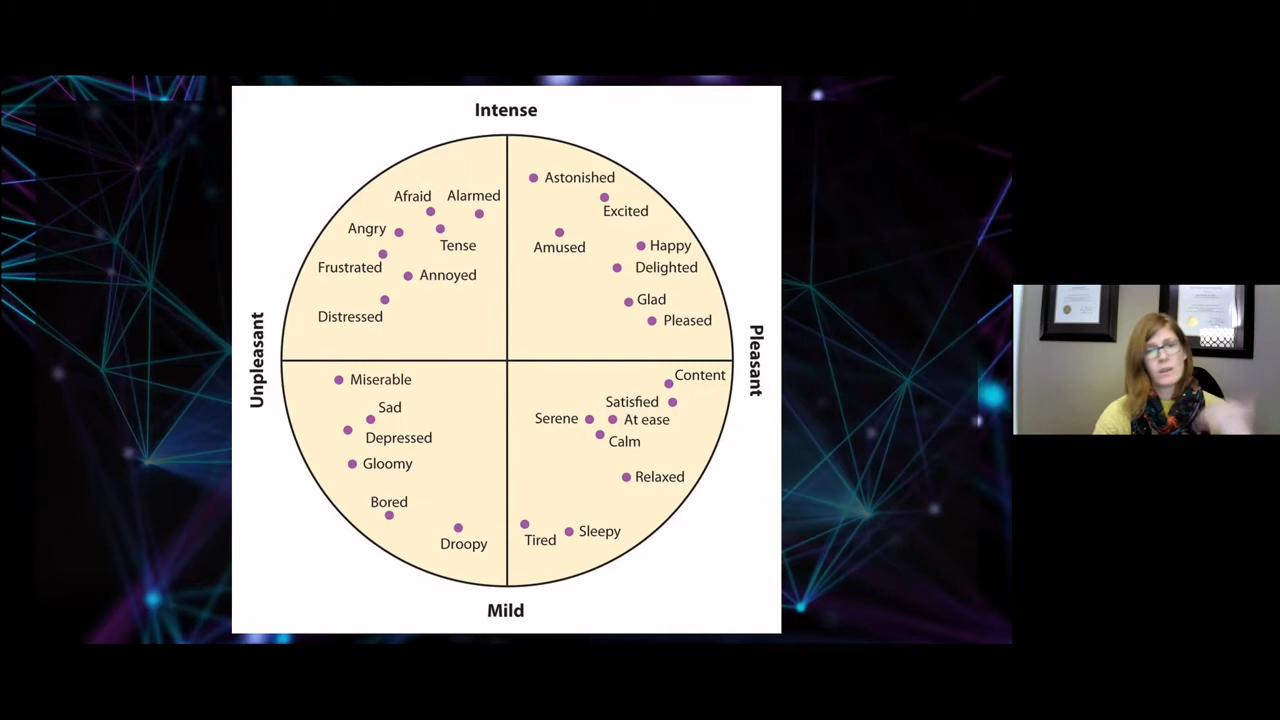 Intense
Astonished
Afraid Alarmed
Excited
Angry
Tense
Amused
Happy
Frustrated
Delighted
Annoyed
Glad
Distressed
Pleased
Unpleasant
Pleasant
Miserable
Content
Sad
Satisfied
Serene
At ease
Depressed
Calm
Gloomy
Relaxed
Bored
Droopy
Tired
Sleepy
Mild